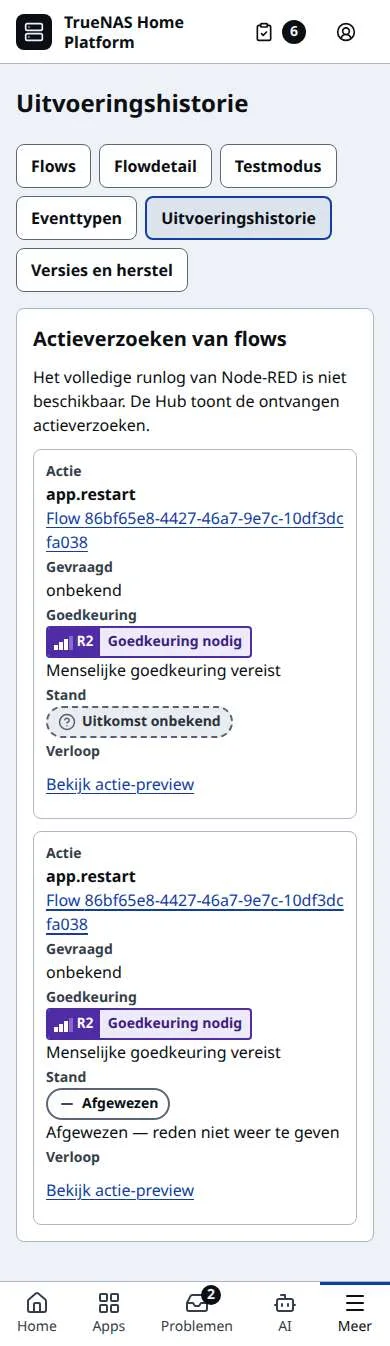 TrueNAS Home
Platform
6
Uitvoeringshistorie
Flows
Flowdetail
Testmodus
Eventtypen
Uitvoeringshistorie
Versies en herstel
Actieverzoeken van flows
Het volledige runlog van Node-RED is niet
beschikbaar. De Hub toont de ontvangen
actieverzoeken.
Actie
app.restart
Flow 86bf65e8-4427-46a7-9e7c-10df3dc
fa038
Gevraagd
onbekend
Goedkeuring
R2 Goedkeuring nodig
Menselijke goedkeuring vereist
Stand
Uitkomst onbekend
Verloop
Bekijk actie-preview
Actie
app.restart
Flow 86bf65e8-4427-46a7-9e7c-10df3dc
fa038
Gevraagd
onbekend
Goedkeuring
R2 Goedkeuring nodig
Menselijke goedkeuring vereist
Stand
Afgewezen
Afgewezen — reden niet weer te geven
Verloop
Bekijk actie-preview
2
Home
Apps
Problemen
AI
Meer